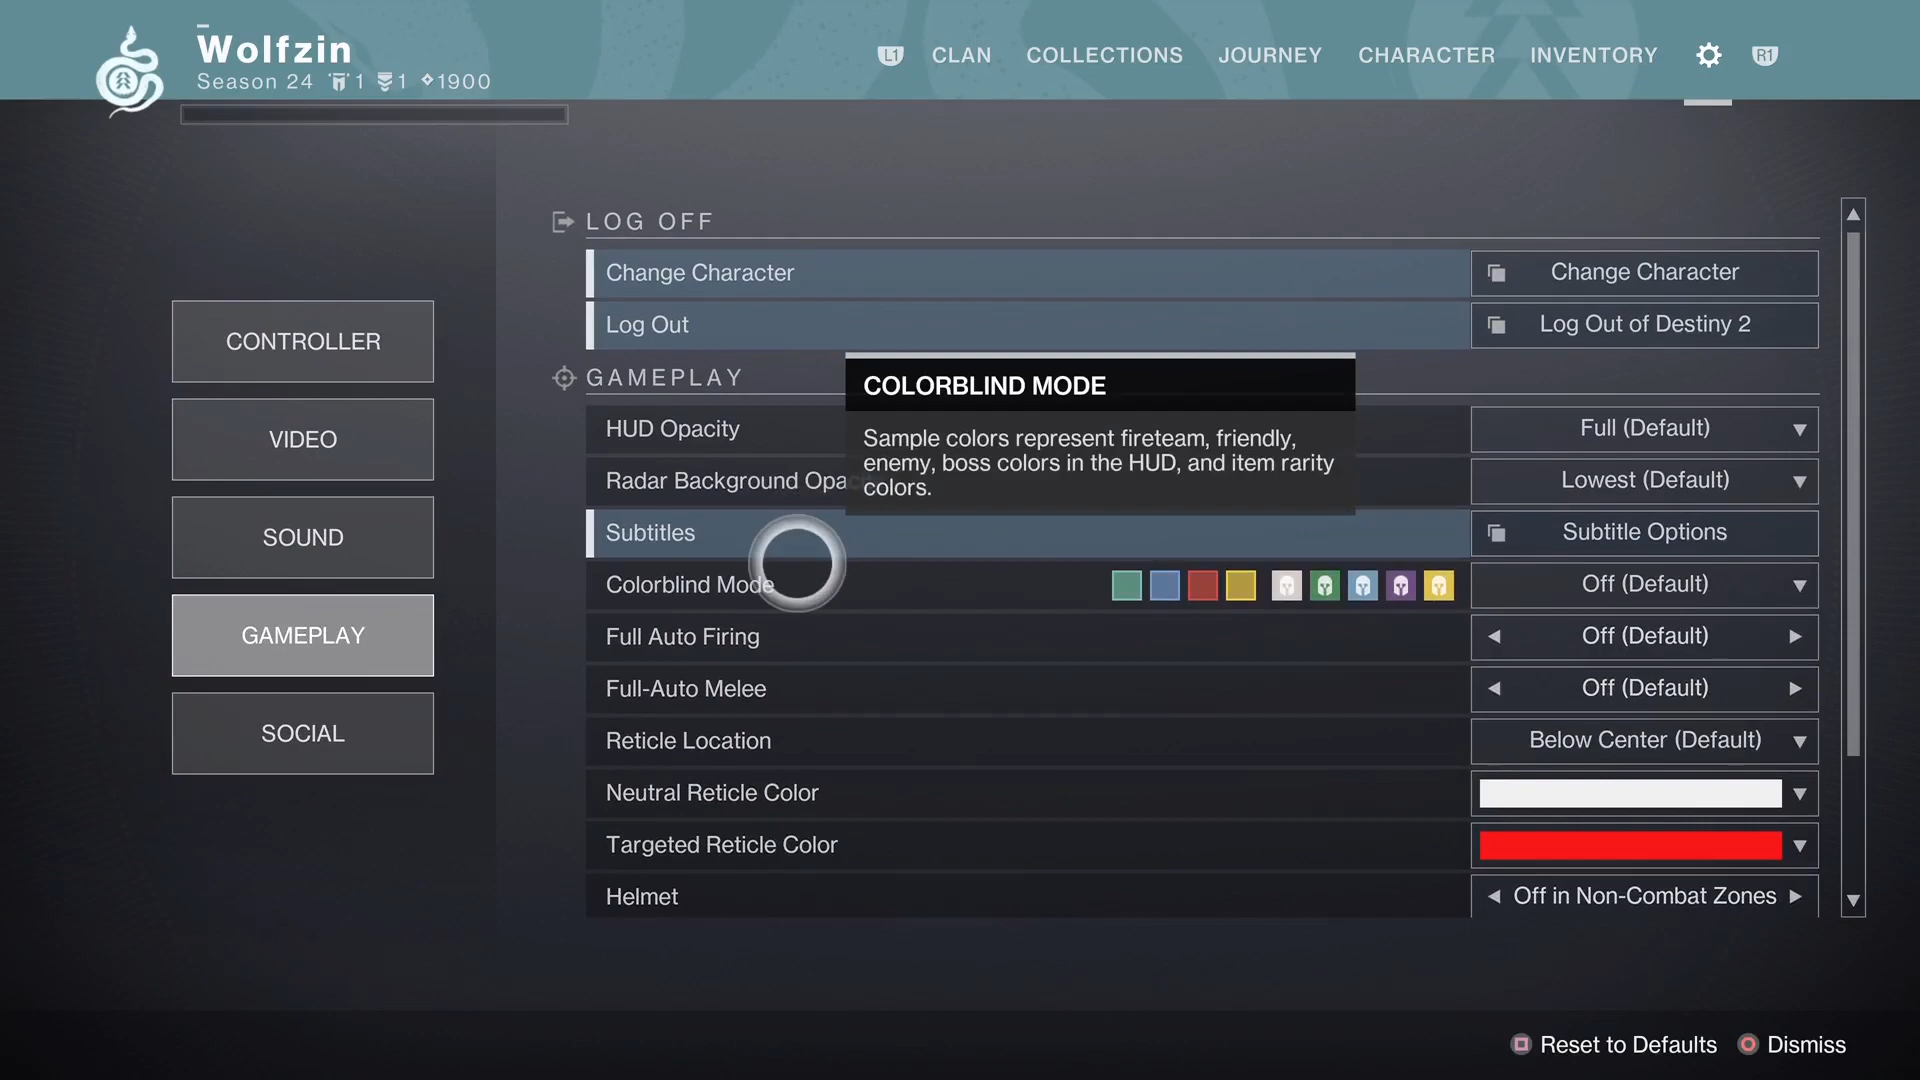 Wolfzin
Season 24 1 1 1900
L1 CLAN COLLECTIONS JOURNEY CHARACTER INVENTORY R1
LOG OFF
Change Character Change Character
Log Out Log Out of Destiny 2
GAMEPLAY
COLORBLIND MODE
Sample colors represent fireteam, friendly,
enemy, boss colors in the HUD, and item rarity
colors.
HUD Opacity Full (Default)
Radar Background Opac Lowest (Default)
Subtitles Subtitle Options
Colorblind Mode Off (Default)
Full Auto Firing Off (Default)
Full-Auto Melee Off (Default)
Reticle Location Below Center (Default)
Neutral Reticle Color
Targeted Reticle Color
Helmet Off in Non-Combat Zones
CONTROLLER
VIDEO
SOUND
GAMEPLAY
SOCIAL
Reset to Defaults Dismiss